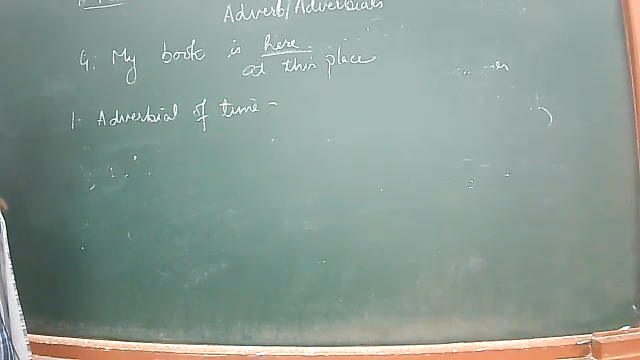 Adverb/Adverbials
4. My book is here.
at this place
1. Adverbial of time -